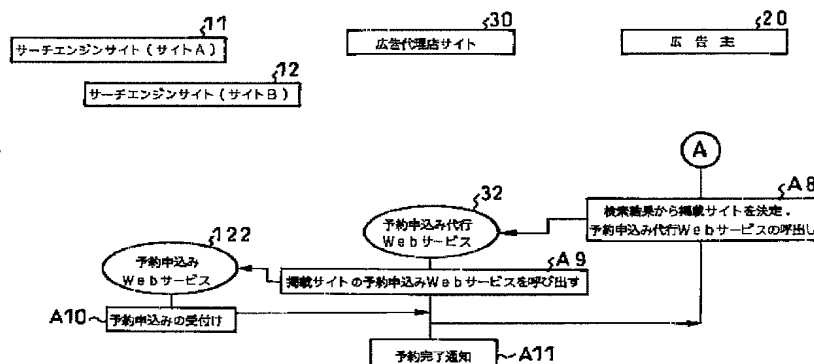 11
30
20
サーチエンジンサイト(サイトA)
広告代理店サイト
広告主
12
サーチエンジンサイト(サイトB)
A
A8
32
検索結果から掲載サイトを決定.
予約申込み代行Webサービスの呼出し
予約申込み代行
Webサービス
122
予約申込み
Webサービス
A9
掲載サイトの予約申込みWebサービスを呼び出す
A10
予約申込みの受付け
予約完了通知
A11